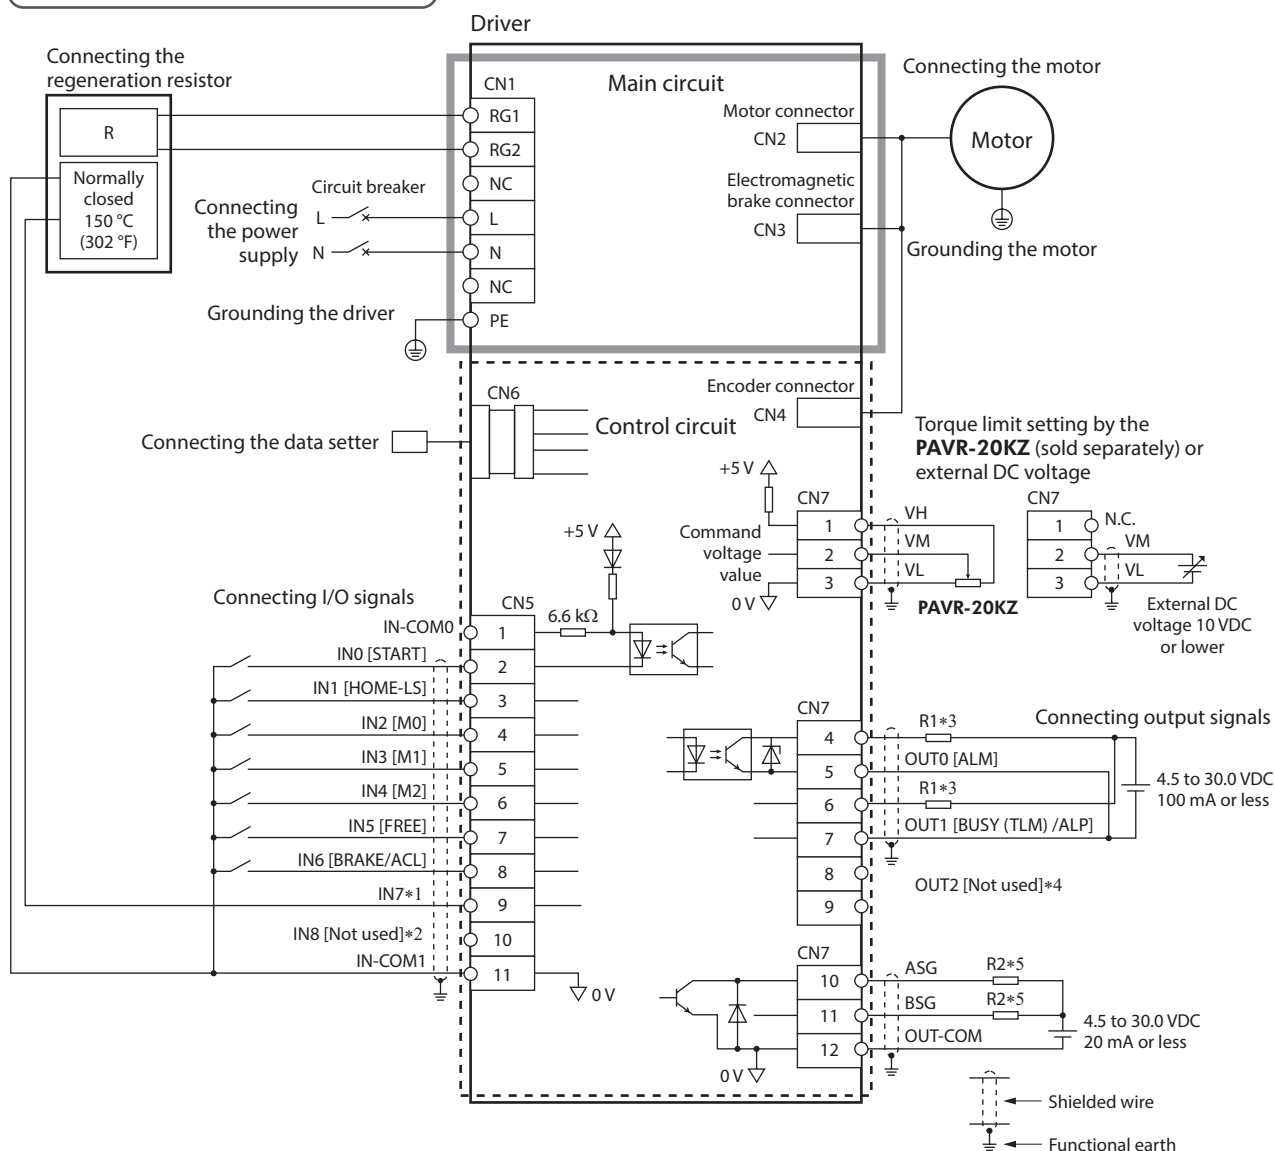 Driver
Connecting the
regeneration resistor
R
Normally
closed
150 °C
(302 °F)
Circuit breaker
Connecting
the power
supply
L
N
Grounding the driver
CN1
RG1
RG2
NC
L
N
NC
PE
Main circuit
Motor connector
CN2
Electromagnetic
brake connector
CN3
Connecting the motor
Motor
Grounding the motor
CN6
Connecting the data setter
Control circuit
Encoder connector
CN4
Torque limit setting by the
PAVR-20KZ (sold separately) or
external DC voltage
+5 V
Command
voltage
value
0 V
CN7
1
2
3
VH
VM
VL
PAVR-20KZ
CN7
1
2
3
N.C.
VM
VL
External DC
voltage 10 VDC
or lower
+5 V
6.6 kΩ
Connecting I/O signals
CN5
IN-COM0
1
IN0 [START]
2
IN1 [HOME-LS]
3
IN2 [M0]
4
IN3 [M1]
5
IN4 [M2]
6
IN5 [FREE]
7
IN6 [BRAKE/ACL]
8
IN7*1
9
IN8 [Not used]*2
10
IN-COM1
11
0 V
CN7
4
5
6
7
8
9
R1*3
OUT0 [ALM]
R1*3
OUT1 [BUSY (TLM) /ALP]
OUT2 [Not used]*4
Connecting output signals
4.5 to 30.0 VDC
100 mA or less
CN7
10
11
12
ASG
R2*5
BSG
R2*5
OUT-COM
4.5 to 30.0 VDC
20 mA or less
0 V
Shielded wire
Functional earth